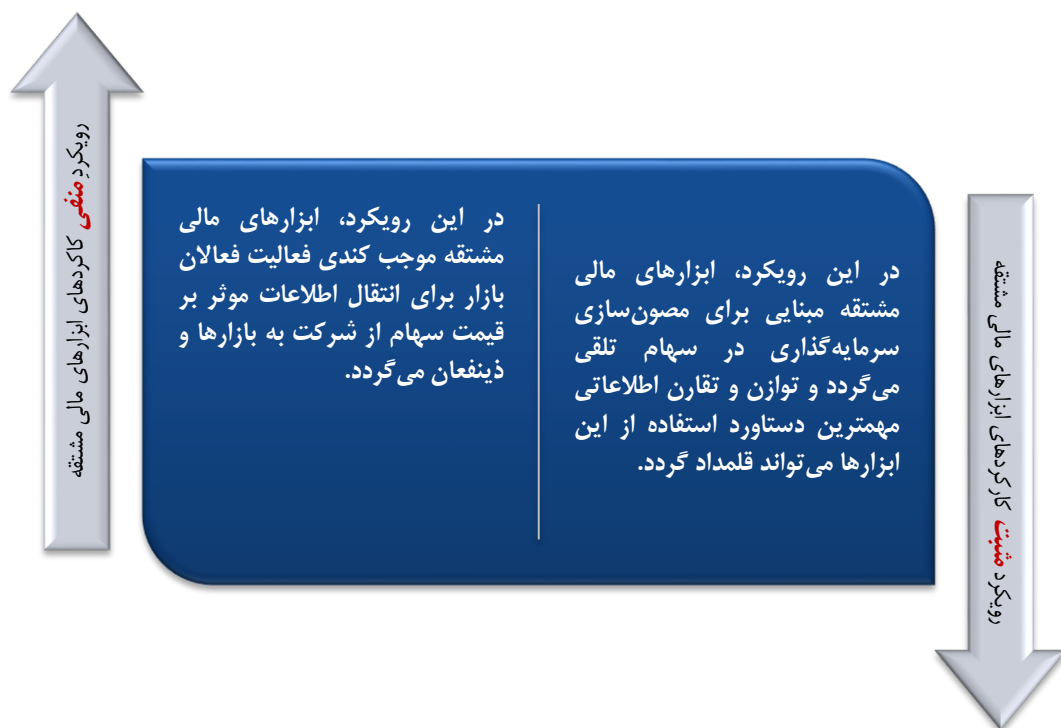 رویکرد مثبت کارکردهای ابزارهای مالی مشتقه
در این رویکرد، ابزارهای مالی
مشتقه مبنایی برای مصون‌سازی
سرمایه‌گذاری در سهام تلقی
می‌گردد و توازن و تقارن اطلاعاتی
مهمترین دستاورد استفاده از این
ابزارها می‌تواند قلمداد گردد.
در این رویکرد، ابزارهای مالی
مشتقه موجب کندی فعالیت فعالان
بازار برای انتقال اطلاعات موثر بر
قیمت سهام از شرکت به بازارها و
ذینفعان می‌گردد.
رویکردِ منفی کاکردهای ابزارهای مالی مشتقه